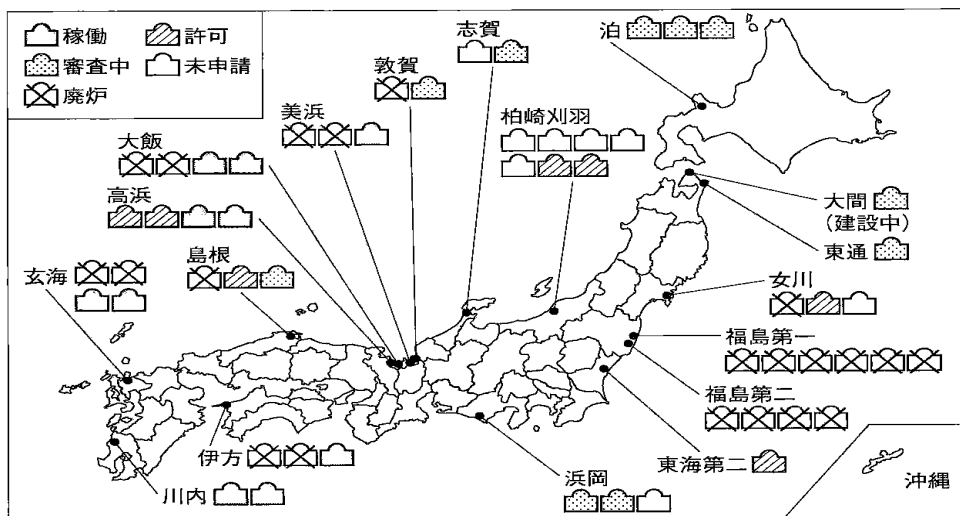 稼働 許可
審査中 未申請
廃炉
志賀
泊
敦賀
美浜
柏崎刈羽
大飯
高浜
大間
(建設中)
東通
島根
玄海
女川
福島第一
福島第二
伊方
東海第二
浜岡
川内
沖縄